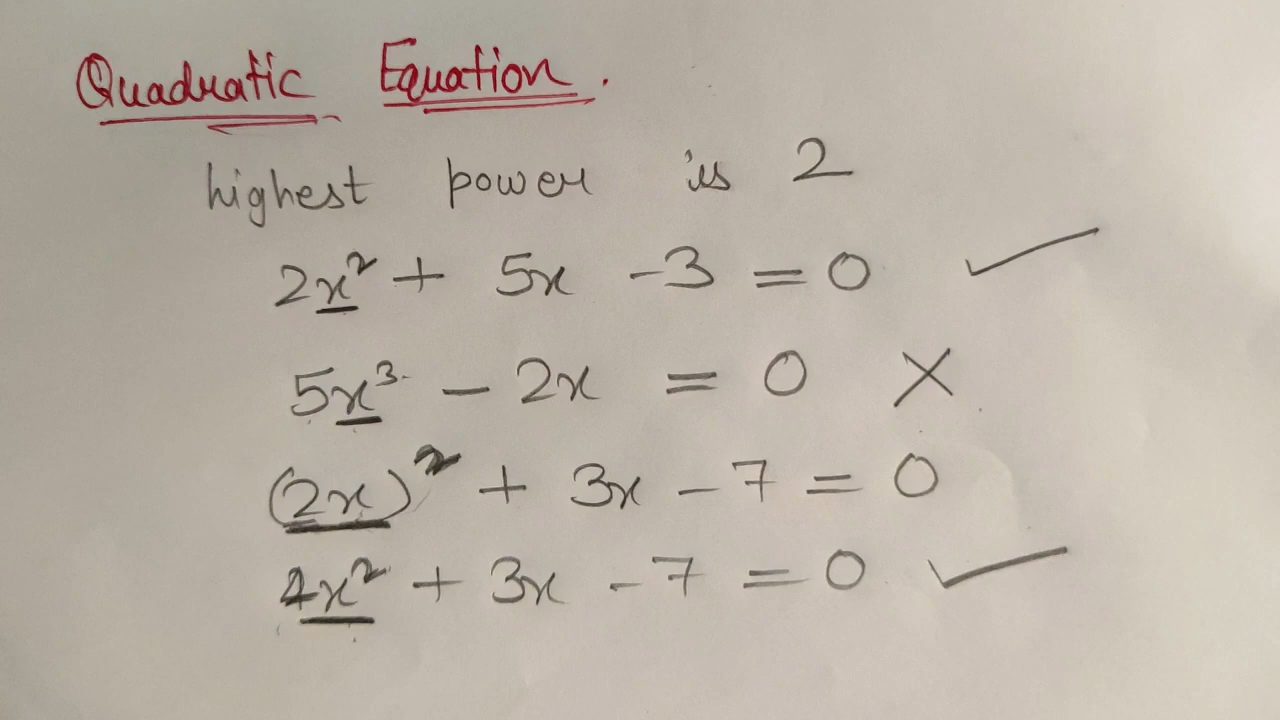 Quadratic Equation.
highest power is 2
2x² + 5x - 3 = 0 ✓
5x³ - 2x = 0 ×
(2x)² + 3x - 7 = 0
4x² + 3x - 7 = 0 ✓